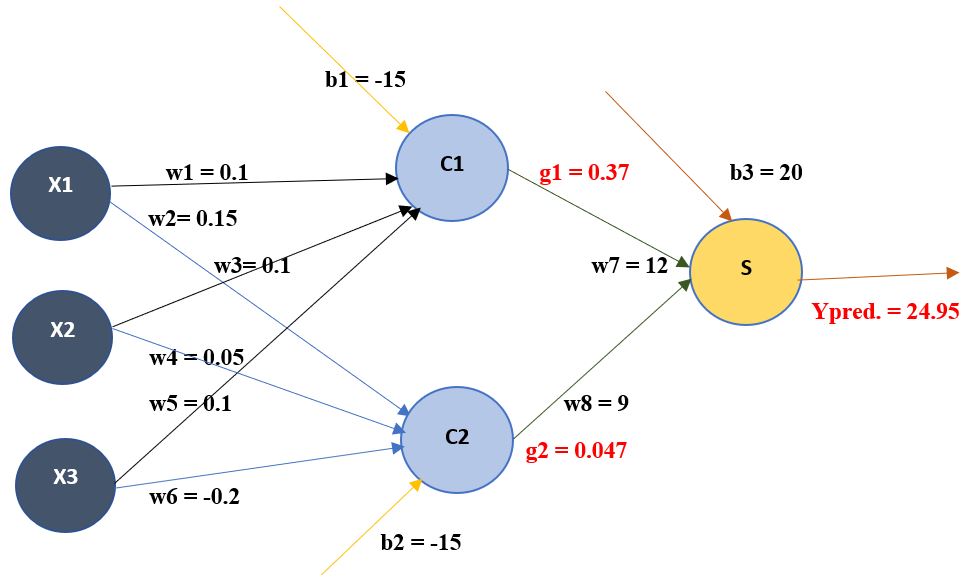 b1 = -15
X1
w1 = 0.1
C1
g1 = 0.37
b3 = 20
w2= 0.15
w3= 0.1
w7 = 12
S
Ypred. = 24.95
X2
w4 = 0.05
w5 = 0.1
w8 = 9
C2
g2 = 0.047
X3
w6 = -0.2
b2 = -15